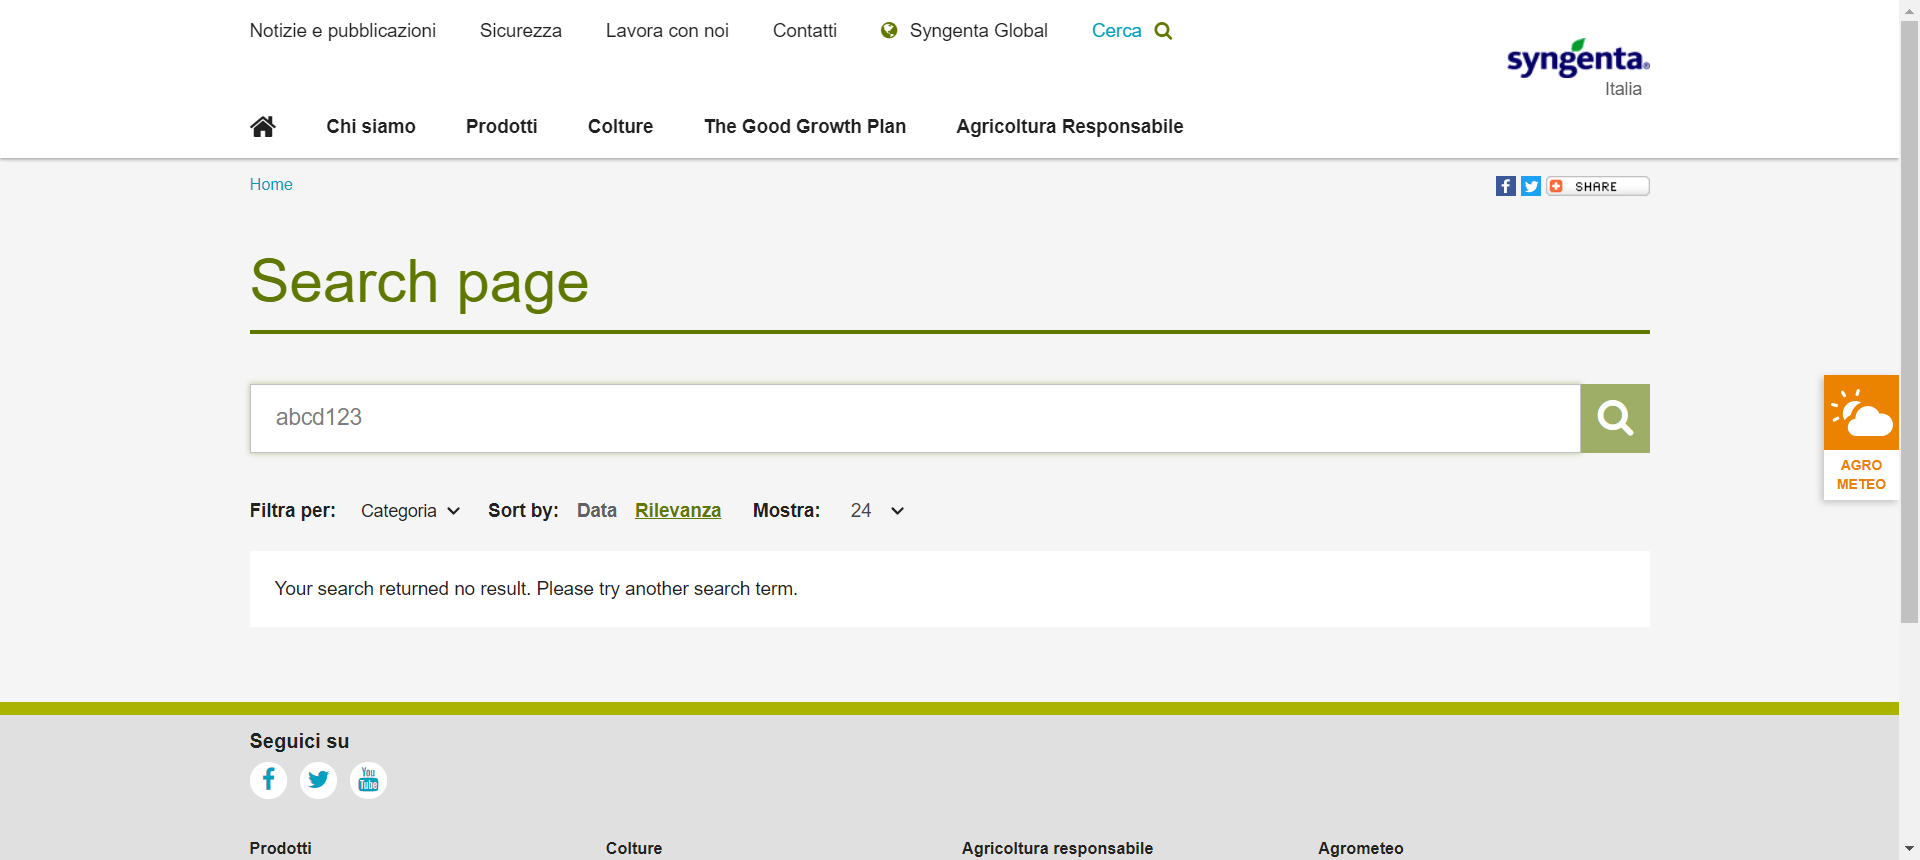 Notizie e pubblicazioni Sicurezza Lavora con noi Contatti Syngenta Global Cerca
syngenta®
Italia
Chi siamo Prodotti Colture The Good Growth Plan Agricoltura Responsabile
Home
SHARE
Search page
abcd123
AGRO
METEO
Filtra per: Categoria Sort by: Data Rilevanza Mostra: 24
Your search returned no result. Please try another search term.
Seguici su
You
Tube
Prodotti Colture Agricoltura responsabile Agrometeo